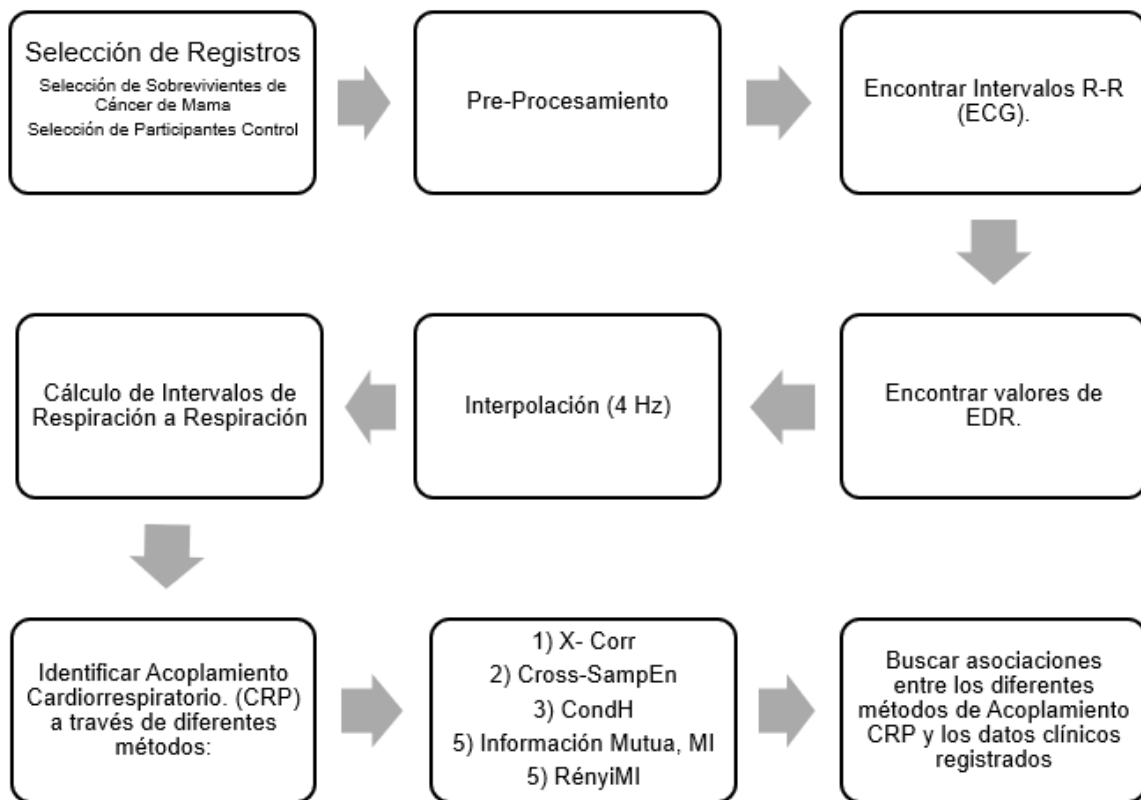 Selección de Registros
Selección de Sobrevivientes de
Cáncer de Mama
Selección de Participantes Control
Pre-Procesamiento
Encontrar Intervalos R-R
(ECG).
Encontrar valores de
EDR.
Interpolación (4 Hz)
Cálculo de Intervalos de
Respiración a Respiración
Identificar Acoplamiento
Cardiorrespiratorio. (CRP)
a través de diferentes
métodos:
1) X- Corr
2) Cross-SampEn
3) CondH
5) Información Mutua, MI
5) RényiMI
Buscar asociaciones
entre los diferentes
métodos de Acoplamiento
CRP y los datos clínicos
registrados